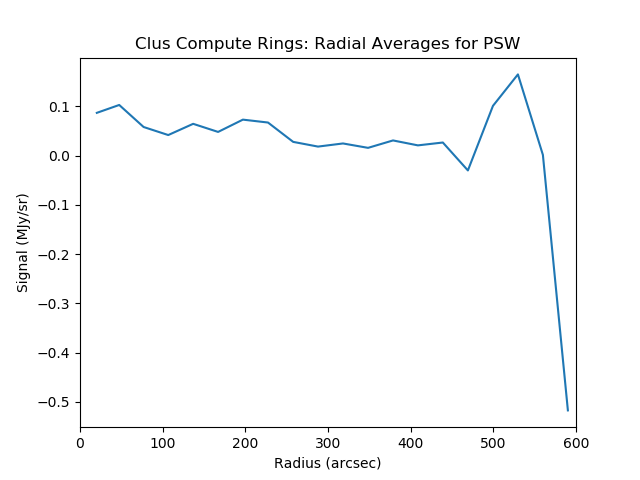 Clus Compute Rings: Radial Averages for PSW
Signal (MJy/sr)
0.1
0.0
−0.1
−0.2
−0.3
−0.4
−0.5
0 100 200 300 400 500 600
Radius (arcsec)